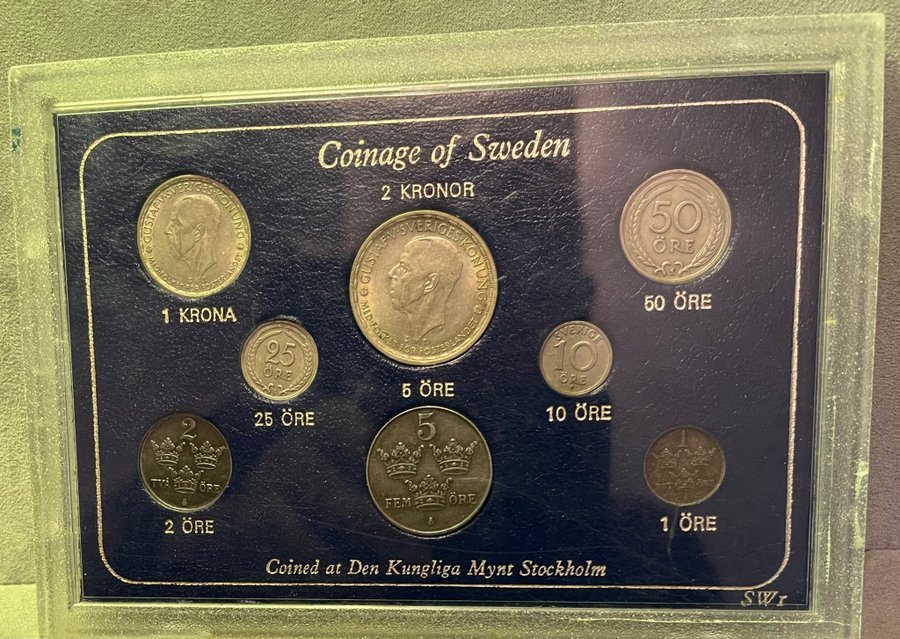 Coinage of Sweden
2 KRONOR
GUSTAF V SVERIGES KONUNG
1 KRONA
GUSTAF V SVERIGES KONUNG
50
ÖRE
50 ÖRE
25
ÖRE
25 ÖRE
SVERIGE
10
ÖRE
10 ÖRE
5 ÖRE
2
TVÅ ÖRE
2 ÖRE
5
FEM ÖRE
1
ÖRE
1 ÖRE
Coined at Den Kungliga Mynt Stockholm
SW1